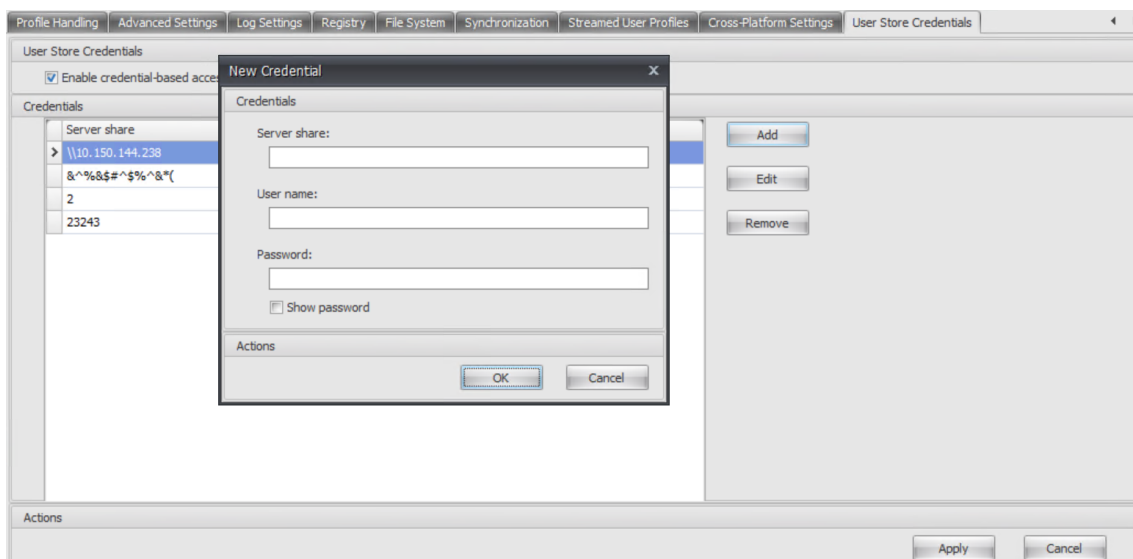 Profile Handling Advanced Settings Log Settings Registry File System Synchronization Streamed User Profiles Cross-Platform Settings User Store Credentials
User Store Credentials
Enable credential-based acces
Credentials
Server share
\\10.150.144.238
&^%&$#^$%^&*(
2
23243
New Credential x
Credentials
Server share:
User name:
Password:
Show password
Actions
OK Cancel
Add
Edit
Remove
Actions
Apply Cancel